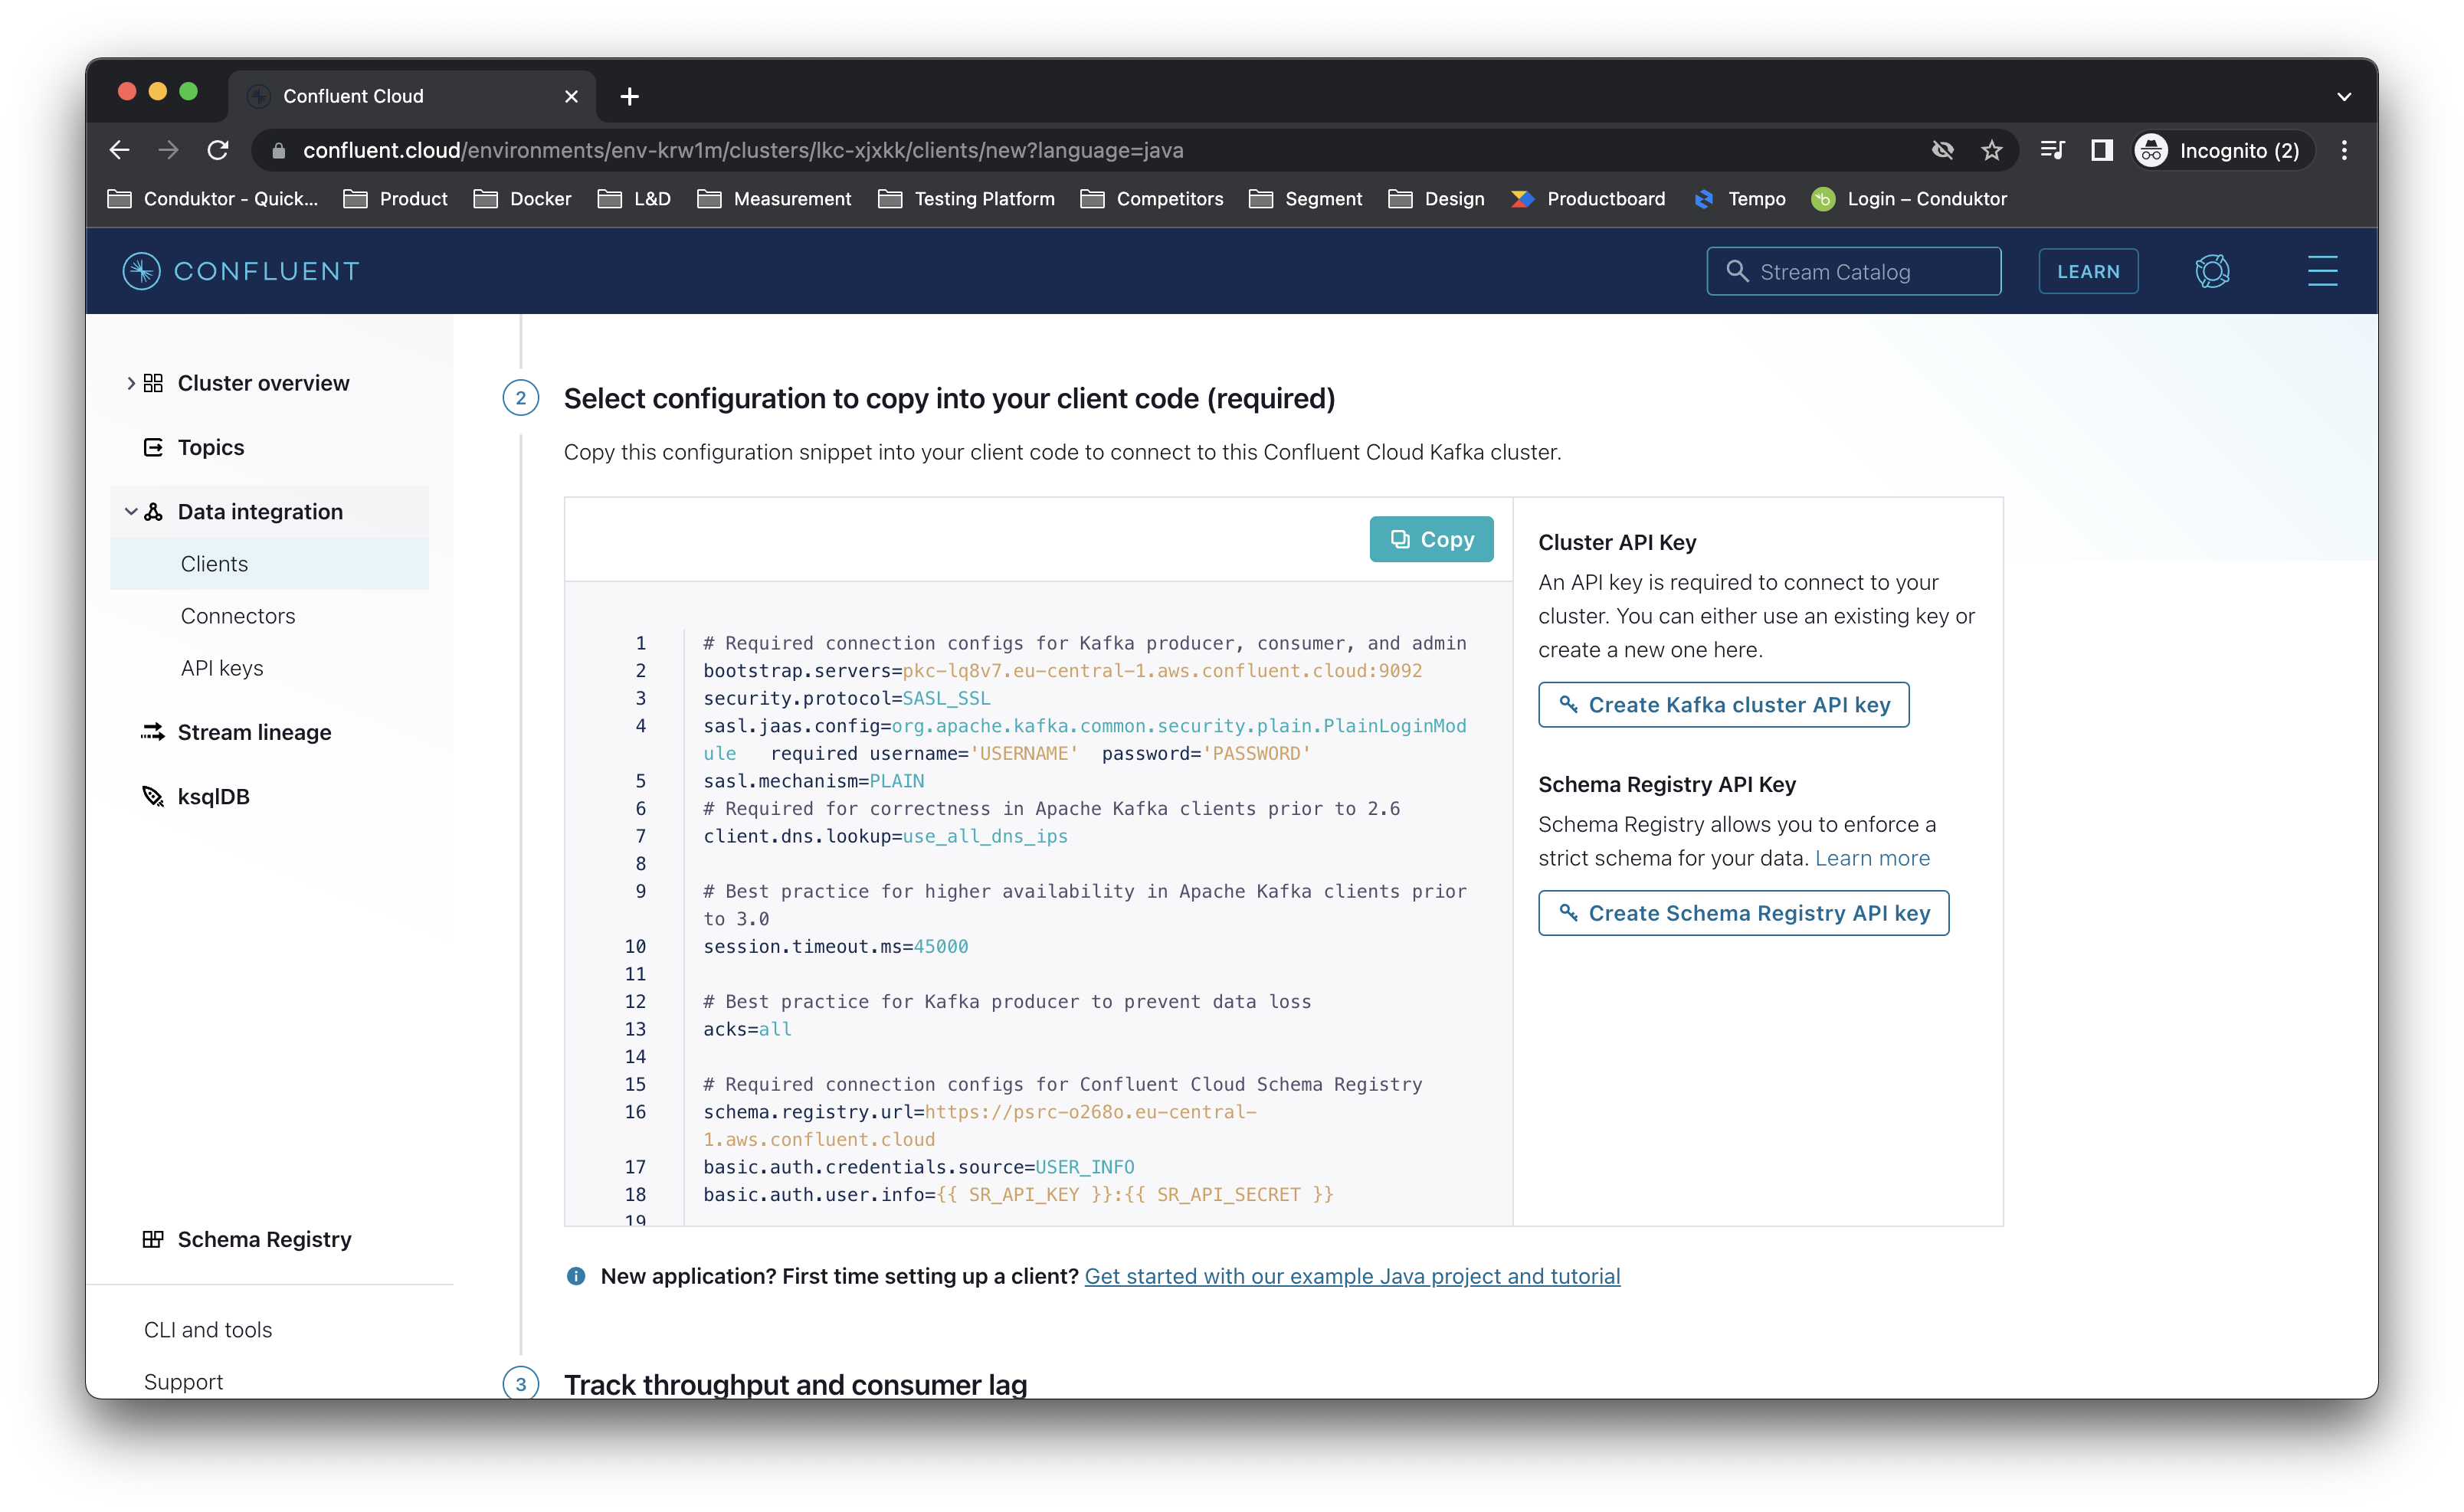 Confluent Cloud
confluent.cloud/environments/env-krw1m/clusters/lkc-xjxkk/clients/new?language=java
Incognito (2)
Conduktor - Quick...
Product
Docker
L&D
Measurement
Testing Platform
Competitors
Segment
Design
Productboard
Tempo
Login – Conduktor
CONFLUENT
Stream Catalog
LEARN
Cluster overview
Topics
Data integration
Clients
Connectors
API keys
Stream lineage
ksqlDB
Schema Registry
CLI and tools
Support
2
Select configuration to copy into your client code (required)
Copy this configuration snippet into your client code to connect to this Confluent Cloud Kafka cluster.
Copy
1 # Required connection configs for Kafka producer, consumer, and admin
2 bootstrap.servers=pkc-lq8v7.eu-central-1.aws.confluent.cloud:9092
3 security.protocol=SASL_SSL
4 sasl.jaas.config=org.apache.kafka.common.security.plain.PlainLoginMod
ule   required username='USERNAME'  password='PASSWORD'
5 sasl.mechanism=PLAIN
6 # Required for correctness in Apache Kafka clients prior to 2.6
7 client.dns.lookup=use_all_dns_ips
8
9 # Best practice for higher availability in Apache Kafka clients prior
to 3.0
10 session.timeout.ms=45000
11
12 # Best practice for Kafka producer to prevent data loss
13 acks=all
14
15 # Required connection configs for Confluent Cloud Schema Registry
16 schema.registry.url=https://psrc-o268o.eu-central-
1.aws.confluent.cloud
17 basic.auth.credentials.source=USER_INFO
18 basic.auth.user.info={{ SR_API_KEY }}:{{ SR_API_SECRET }}
19
Cluster API Key
An API key is required to connect to your
cluster. You can either use an existing key or
create a new one here.
Create Kafka cluster API key
Schema Registry API Key
Schema Registry allows you to enforce a
strict schema for your data. Learn more
Create Schema Registry API key
New application? First time setting up a client? Get started with our example Java project and tutorial
3
Track throughput and consumer lag